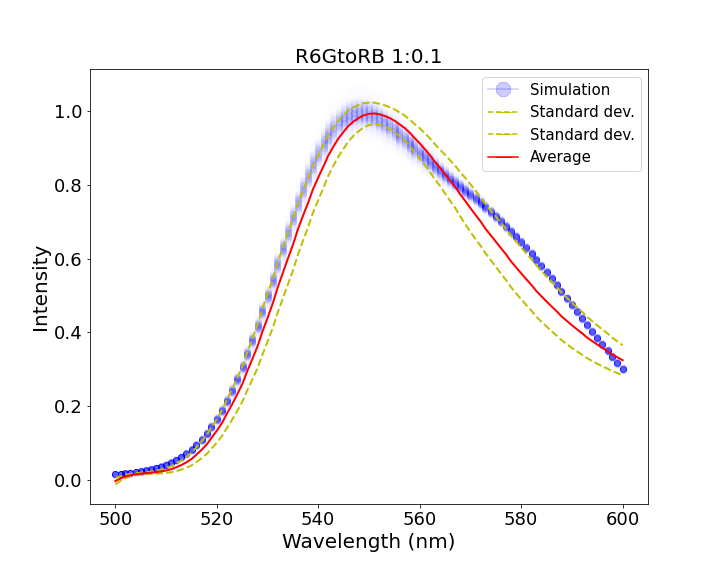 R6GtoRB 1:0.1
Simulation
Standard dev.
Standard dev.
Average
Intensity
1.0
0.8
0.6
0.4
0.2
0.0
500 520 540 560 580 600
Wavelength (nm)